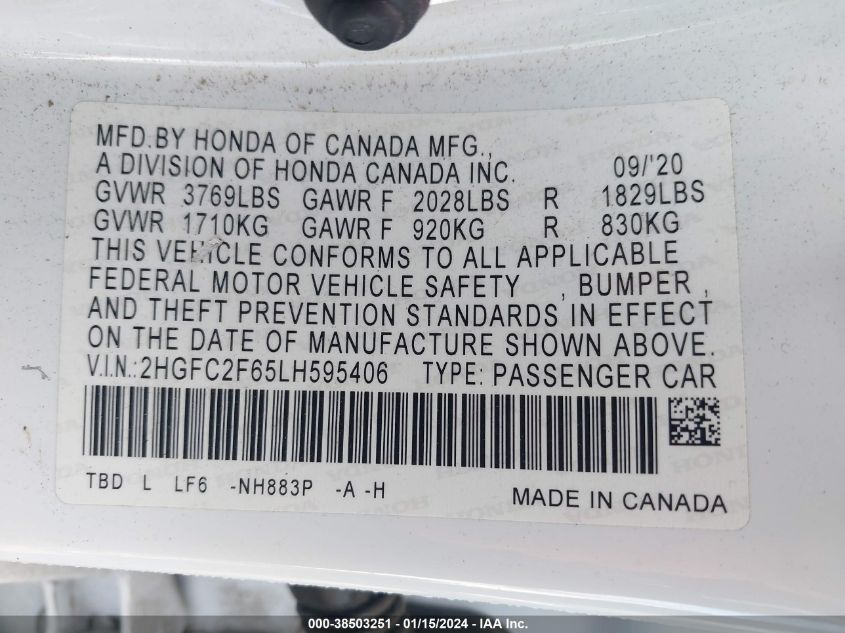 MFD.BY HONDA OF CANADA MFG.,
A DIVISION OF HONDA CANADA INC. 09/'20
GVWR 3769LBS GAWR F 2028LBS R 1829LBS
GVWR 1710KG GAWR F 920KG R 830KG
THIS VEHICLE CONFORMS TO ALL APPLICABLE
FEDERAL MOTOR VEHICLE SAFETY , BUMPER ,
AND THEFT PREVENTION STANDARDS IN EFFECT
ON THE DATE OF MANUFACTURE SHOWN ABOVE.
V.I.N.:2HGFC2F65LH595406 TYPE: PASSENGER CAR
TBD L LF6 -NH883P -A -H MADE IN CANADA
000-38503251 - 01/15/2024 - IAA Inc.